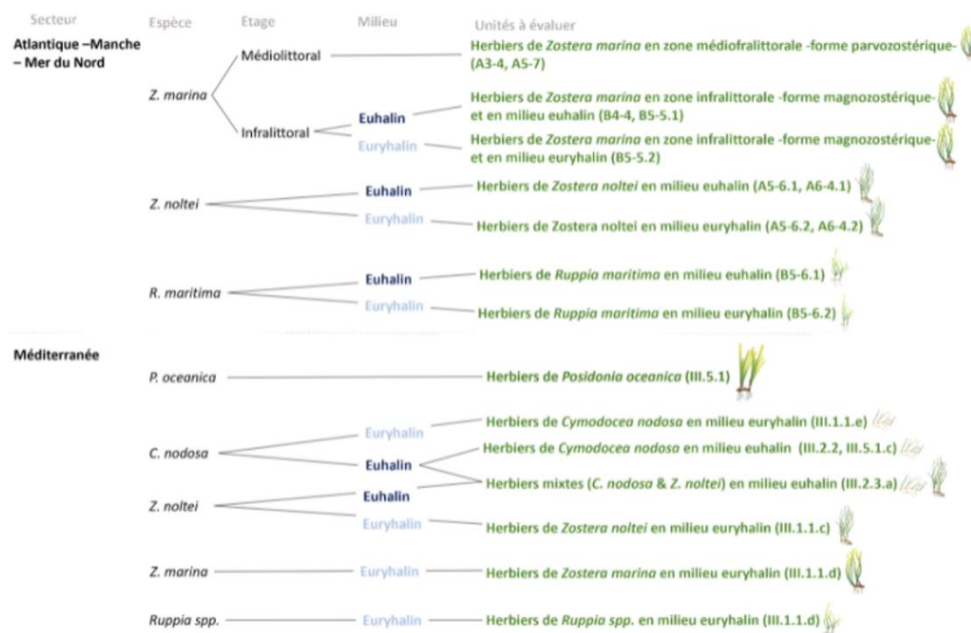 Secteur Espèce Etage Milieu Unités à évaluer
Atlantique –Manche
– Mer du Nord
Z. marina
Médiolittoral
Herbiers de Zostera marina en zone médiofralittorale -forme parvozostérique-
(A3-4, A5-7)
Infralittoral
Euhalin
Herbiers de Zostera marina en zone infralittorale -forme magnozostérique-
et en milieu euhalin (B4-4, B5-5.1)
Euryhalin
Herbiers de Zostera marina en zone infralittorale -forme magnozostérique-
et en milieu euryhalin (B5-5.2)
Z. noltei
Euhalin
Herbiers de Zostera noltei en milieu euhalin (A5-6.1, A6-4.1)
Euryhalin
Herbiers de Zostera noltei en milieu euryhalin (A5-6.2, A6-4.2)
R. maritima
Euhalin
Herbiers de Ruppia maritima en milieu euhalin (B5-6.1)
Euryhalin
Herbiers de Ruppia maritima en milieu euryhalin (B5-6.2)
Méditerranée
P. oceanica
Herbiers de Posidonia oceanica (III.5.1)
C. nodosa
Euryhalin
Herbiers de Cymodocea nodosa en milieu euryhalin (III.1.1.e)
Euhalin
Herbiers de Cymodocea nodosa en milieu euhalin (III.2.2, III.5.1.c)
Z. noltei
Euhalin
Herbiers mixtes (C. nodosa & Z. noltei) en milieu euhalin (III.2.3.a)
Euryhalin
Herbiers de Zostera noltei en milieu euryhalin (III.1.1.c)
Z. marina
Euryhalin
Herbiers de Zostera marina en milieu euryhalin (III.1.1.d)
Ruppia spp.
Euryhalin
Herbiers de Ruppia spp. en milieu euryhalin (III.1.1.d)